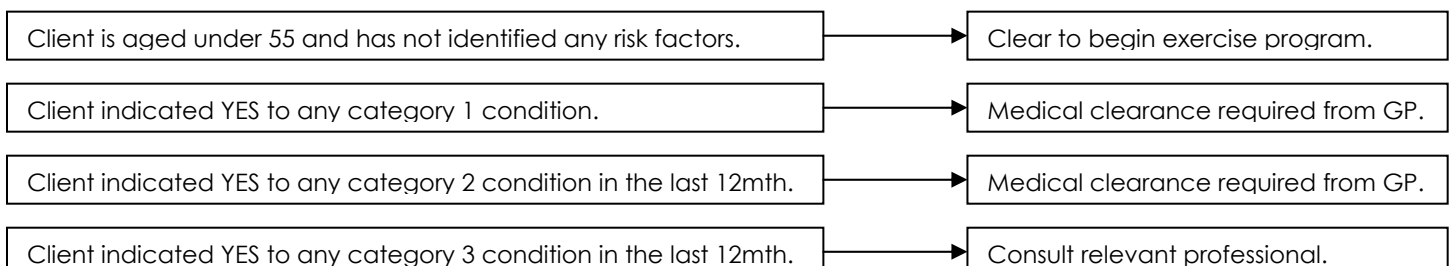 Client is aged under 55 and has not identified any risk factors.
Clear to begin exercise program.
Client indicated YES to any category 1 condition.
Medical clearance required from GP.
Client indicated YES to any category 2 condition in the last 12mth.
Medical clearance required from GP.
Client indicated YES to any category 3 condition in the last 12mth.
Consult relevant professional.